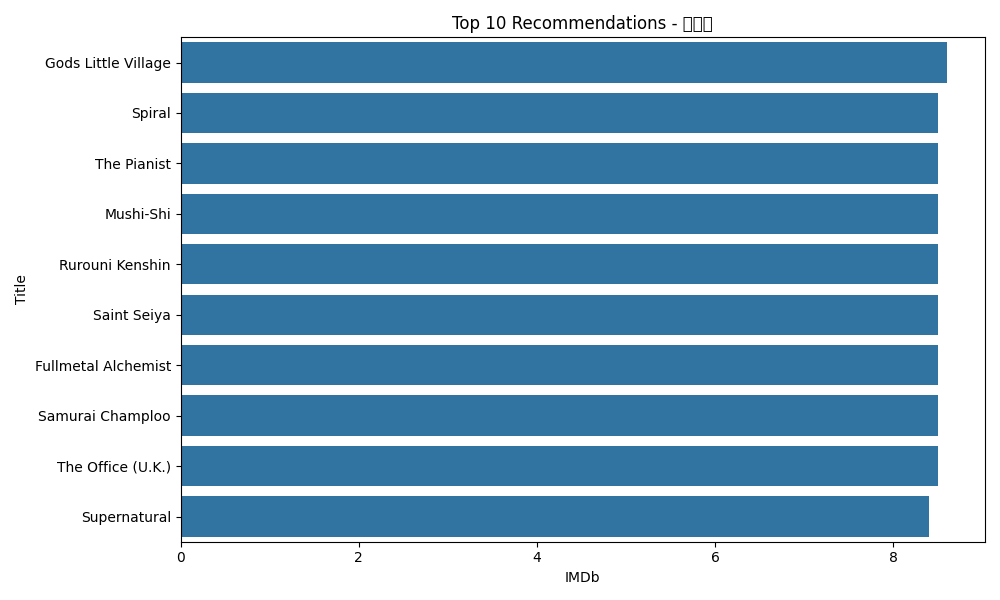 Top 10 Recommendations -
Gods Little Village
Spiral
The Pianist
Mushi-Shi
Rurouni Kenshin
Saint Seiya
Fullmetal Alchemist
Samurai Champloo
The Office (U.K.)
Supernatural
Title
0 2 4 6 8
IMDb